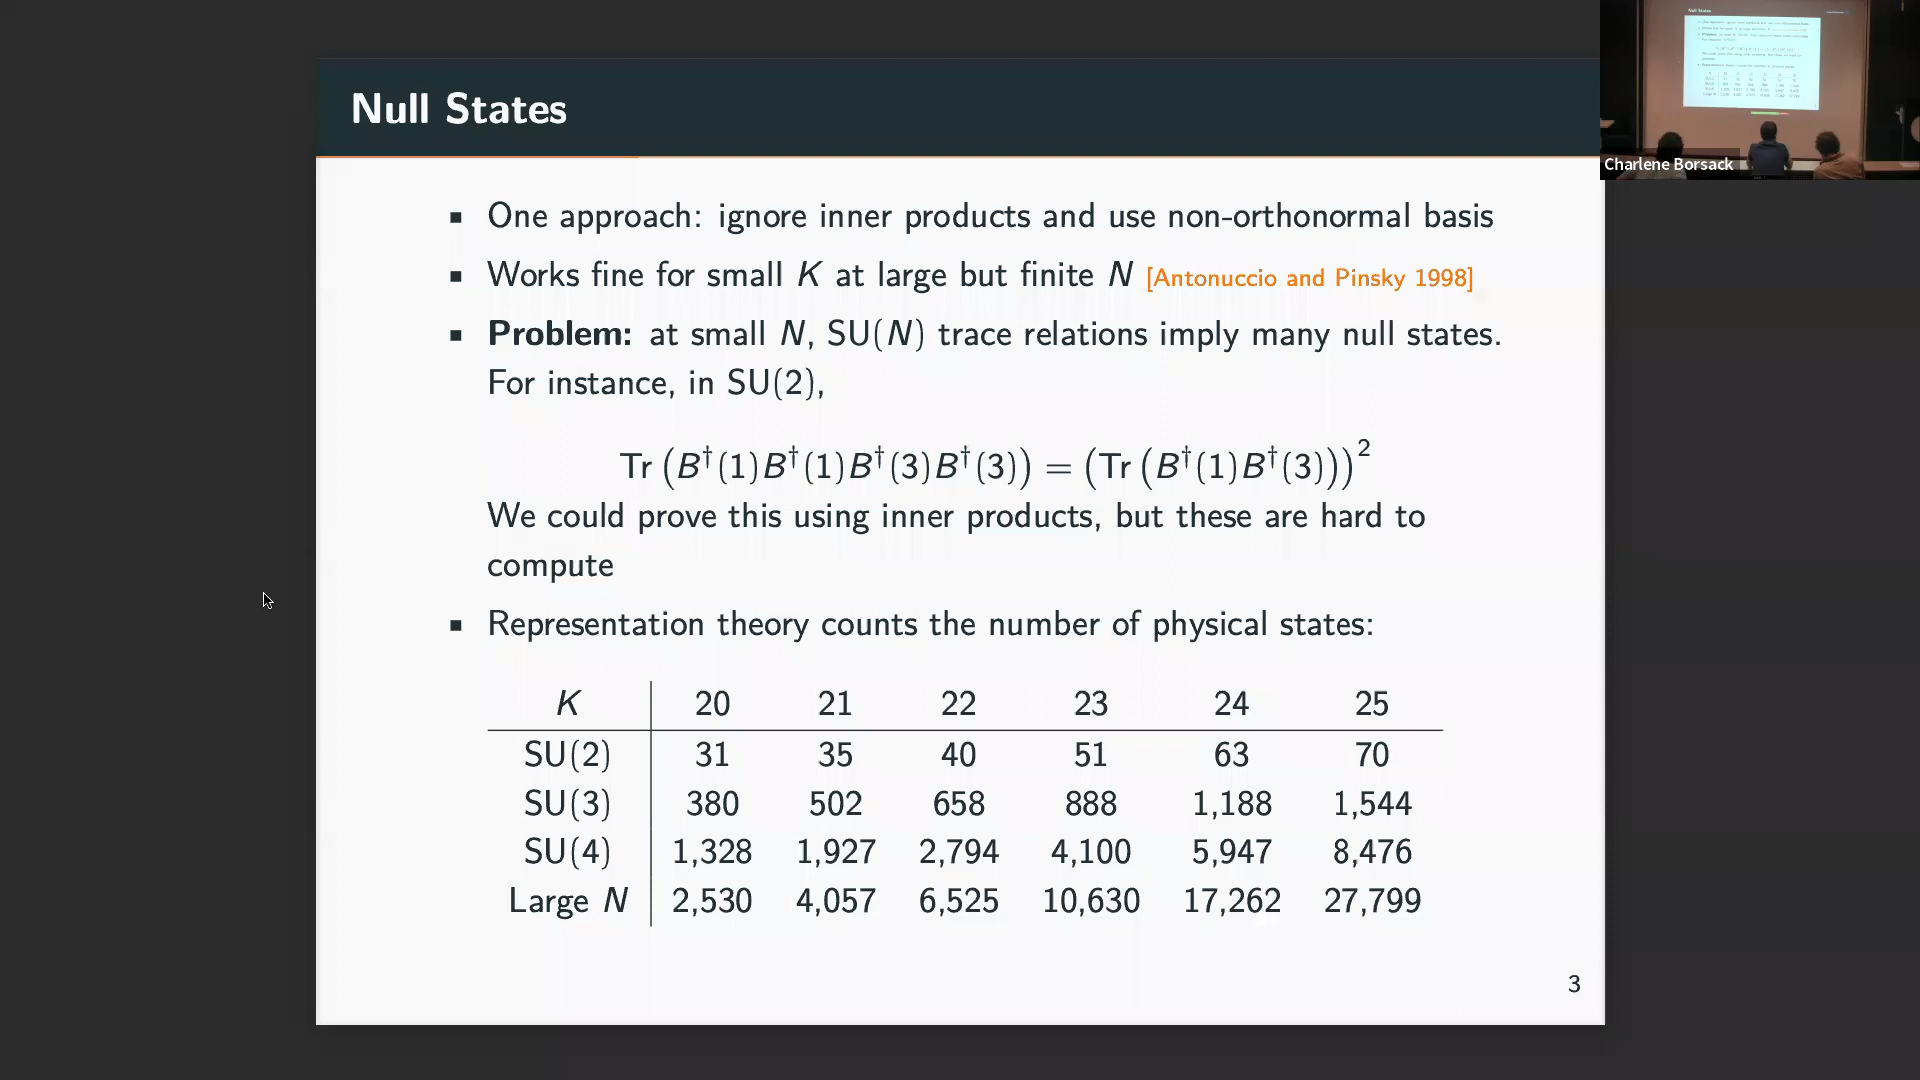 Null States
Charlene Borsack
▪ One approach: ignore inner products and use non-orthonormal basis
▪ Works fine for small K at large but finite N [Antonuccio and Pinsky 1998]
▪ Problem: at small N, SU(N) trace relations imply many null states.
For instance, in SU(2),
Tr (B†(1)B†(1)B†(3)B†(3)) = (Tr (B†(1)B†(3)))²
We could prove this using inner products, but these are hard to
compute
▪ Representation theory counts the number of physical states:
K 20 21 22 23 24 25
SU(2) 31 35 40 51 63 70
SU(3) 380 502 658 888 1,188 1,544
SU(4) 1,328 1,927 2,794 4,100 5,947 8,476
Large N 2,530 4,057 6,525 10,630 17,262 27,799
3